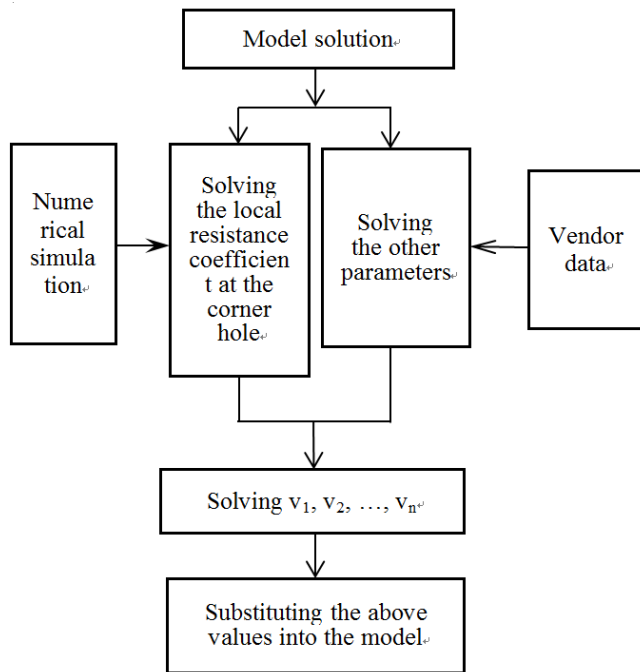 Model solution
Nume
rical
simula
tion
Solving
the local
resistance
coefficien
t at the
corner
hole
Solving
the other
parameters
Vendor
data
Solving v₁, v₂, …, vₙ
Substituting the above
values into the model